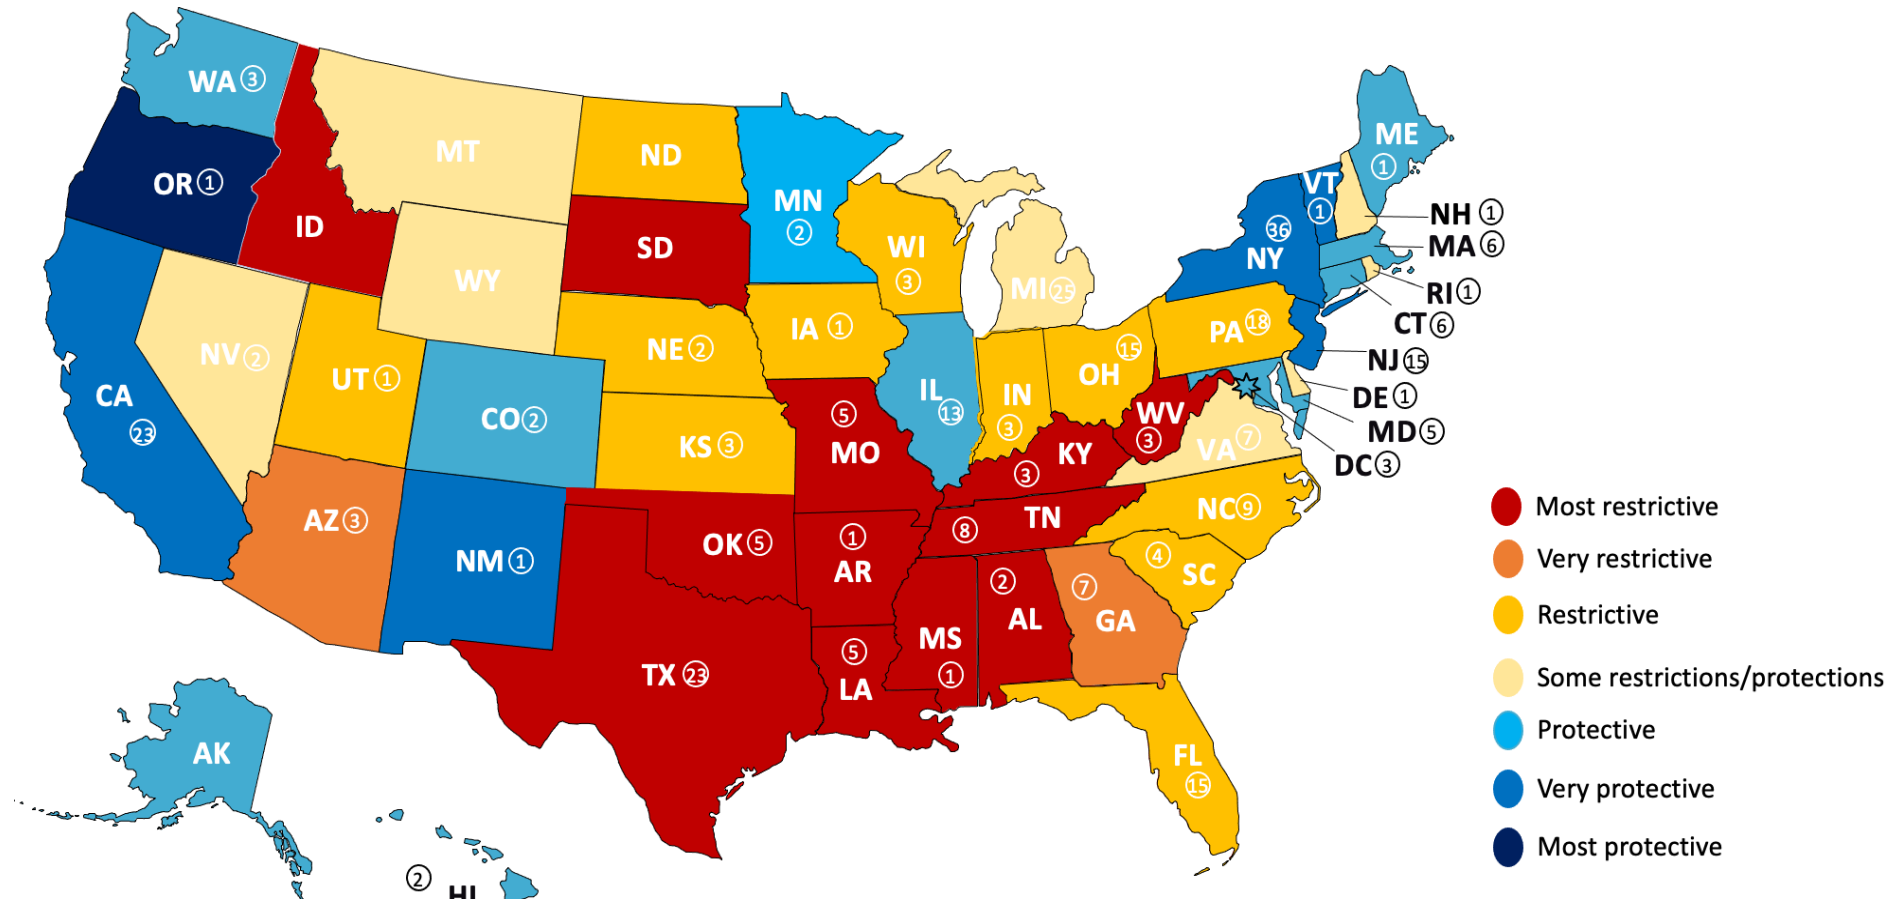 WA 3
MT
ND
ME
1
OR 1
VT
1
MN
2
ID
NH 1
36
NY
MA 6
SD
WI
3
WY
MI 25
RI 1
IA 1
PA 18
CT 6
NV 2
NE 2
OH
15
NJ 15
UT 1
CA
23
CO 2
IL
13
IN
3
DE 1
5
MO
WV
3
MD 5
KS 3
KY
3
VA 7
DC 3
AZ 3
OK 5
1
AR
8
TN
NC 9
NM 1
4
SC
2
AL
7
GA
MS
1
TX 23
5
LA
FL
15
AK
2
HI
Most restrictive
Very restrictive
Restrictive
Some restrictions/protections
Protective
Very protective
Most protective